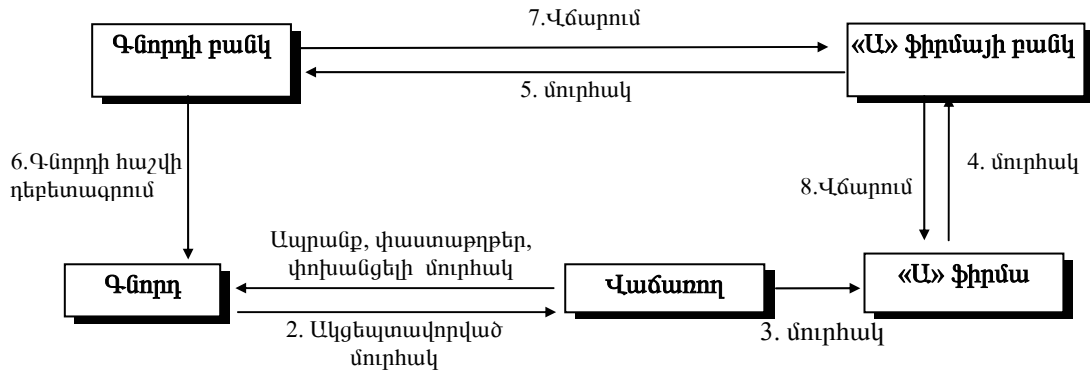 7.Վճարում
Գնորդի բանկ
«Ա» ֆիրմայի բանկ
5. մուրհակ
6.Գնորդի հաշվի
դեբետագրում
4. մուրհակ
8.Վճարում
Ապրանք, փաստաթղթեր,
փոխանցելի մուրհակ
Գնորդ
Վաճառող
«Ա» ֆիրմա
2. Ակցեպտավորված
մուրհակ
3. մուրհակ